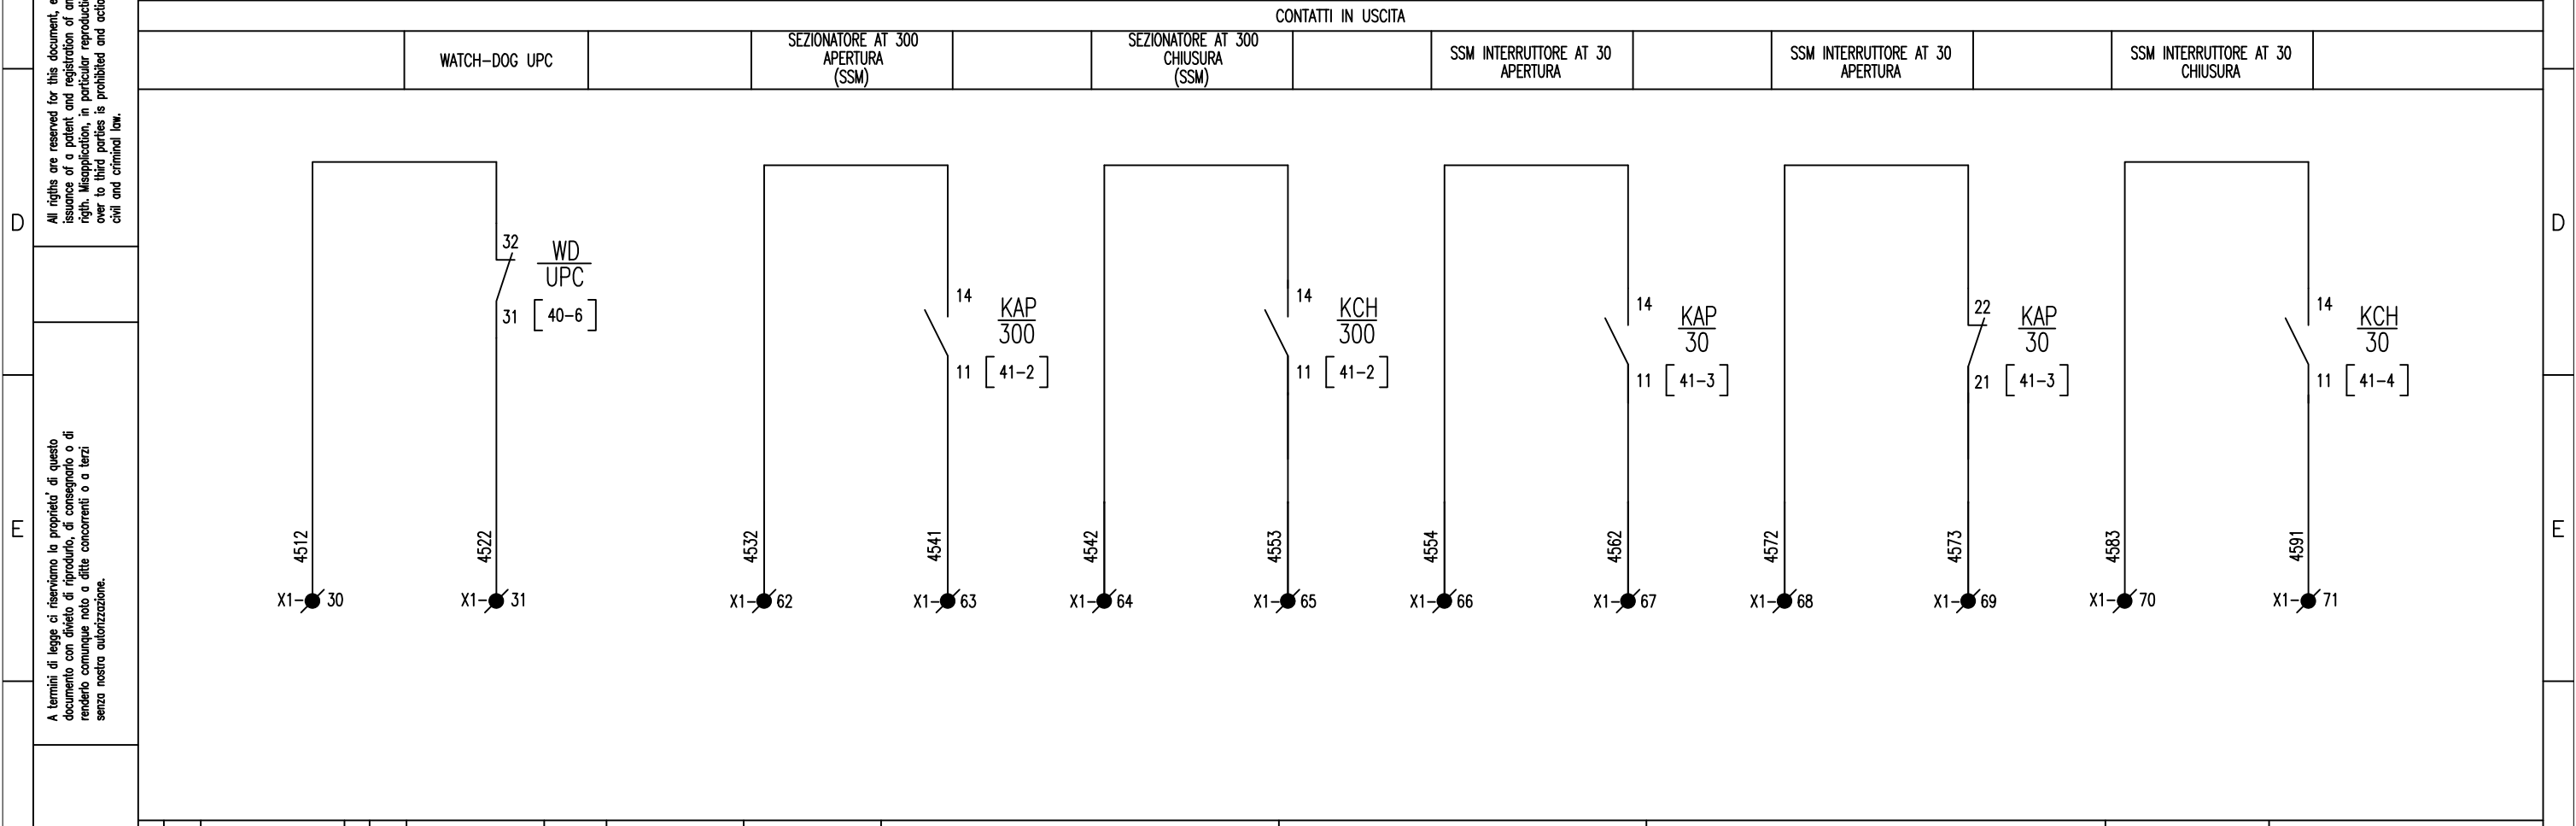 CONTATTI IN USCITA
WATCH-DOG UPC
SEZIONATORE AT 300
APERTURA
(SSM)
SEZIONATORE AT 300
CHIUSURA
(SSM)
SSM INTERRUTTORE AT 30
APERTURA
SSM INTERRUTTORE AT 30
APERTURA
SSM INTERRUTTORE AT 30
CHIUSURA
All rigths are reserved for this document,
issuance of a patent and registration of
rigth. Misapplication, in particular
over to third parties is prohibited and
civil and criminal law.
D
D
32
WD
UPC
31
40-6
14
KAP
300
11
41-2
14
KCH
300
11
41-2
14
KAP
30
11
41-3
22
KAP
30
21
41-3
14
KCH
30
11
41-4
A termini di legge ci riserviamo la proprieta' di questo
documento con divieto di riprodurlo, di consegnarlo o di
renderlo comunque noto a ditte concorrenti o a terzi
senza nostra autorizzazione.
E
E
4512
4522
4532
4541
4542
4553
4554
4562
4572
4573
4583
4591
X1- 30
X1- 31
X1- 62
X1- 63
X1- 64
X1- 65
X1- 66
X1- 67
X1- 68
X1- 69
X1- 70
X1- 71